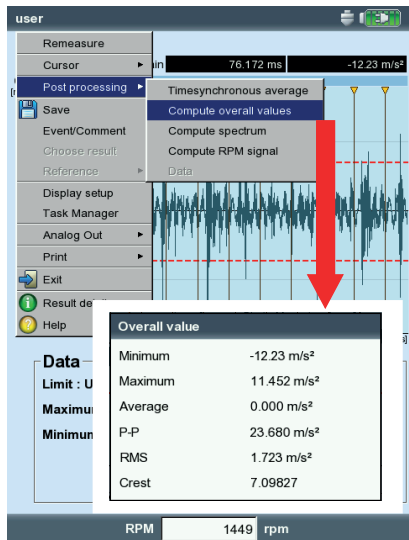 user
Remeasure
Cursor
in 76.172 ms -12.23 m/s²
Post processing
Timesynchronous average
Save
Compute overall values
Event/Comment
Compute spectrum
Choose result
Compute RPM signal
Reference
Data
Display setup
Task Manager
Analog Out
Print
Exit
Result de
Help
Overall value
Minimum -12.23 m/s²
Maximum 11.452 m/s²
Average 0.000 m/s²
P-P 23.680 m/s²
RMS 1.723 m/s²
Crest 7.09827
Data
Limit : U
Maximu
Minimum
RPM 1449 rpm